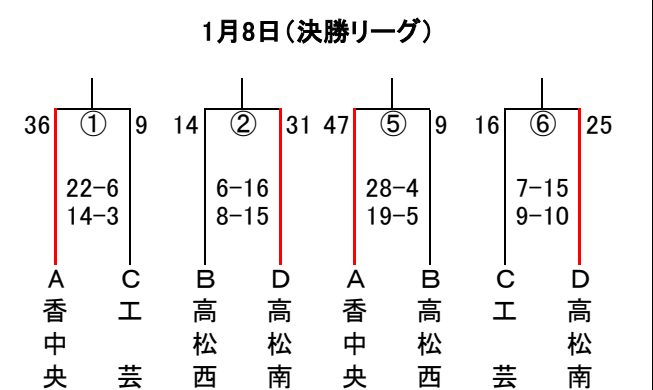 1月8日（決勝リーグ）
36 ① 9 14 ② 31 47 ⑤ 9 16 ⑥ 25
22-6 6-16 28-4 7-15
14-3 8-15 19-5 9-10
A C B D A B C D
香中央 工芸 高松西 高松南 香中央 高松西 工芸 高松南